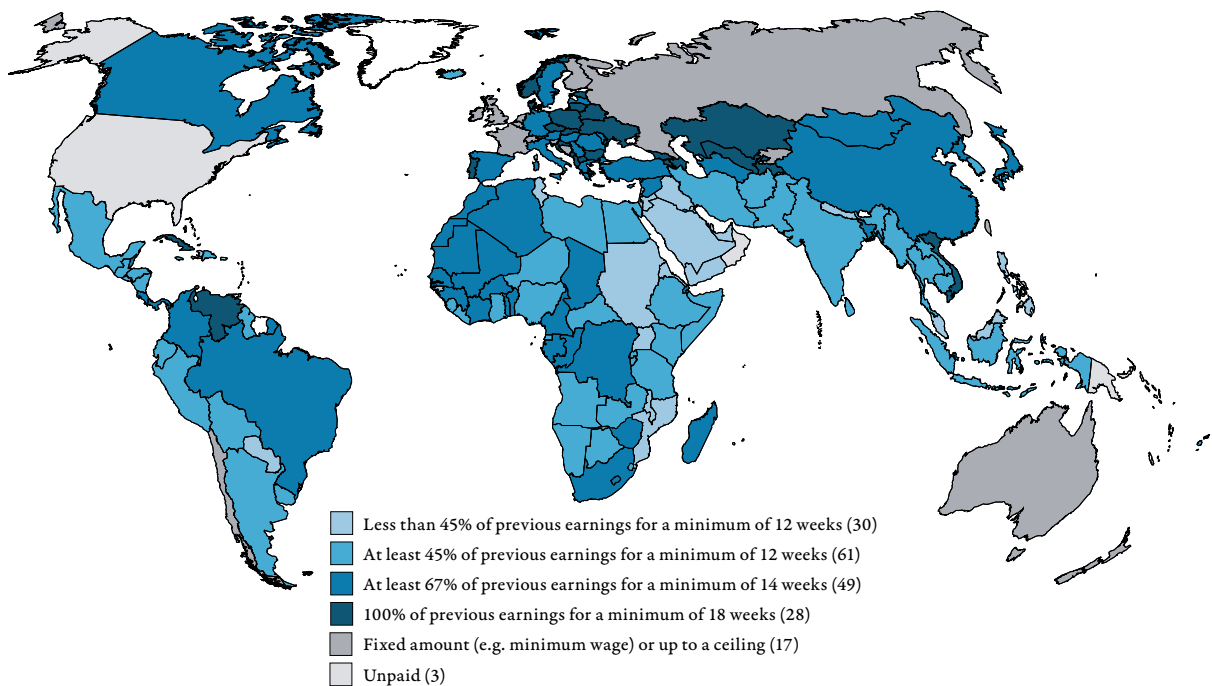 Less than 45% of previous earnings for a minimum of 12 weeks (30)
At least 45% of previous earnings for a minimum of 12 weeks (61)
At least 67% of previous earnings for a minimum of 14 weeks (49)
100% of previous earnings for a minimum of 18 weeks (28)
Fixed amount (e.g. minimum wage) or up to a ceiling (17)
Unpaid (3)